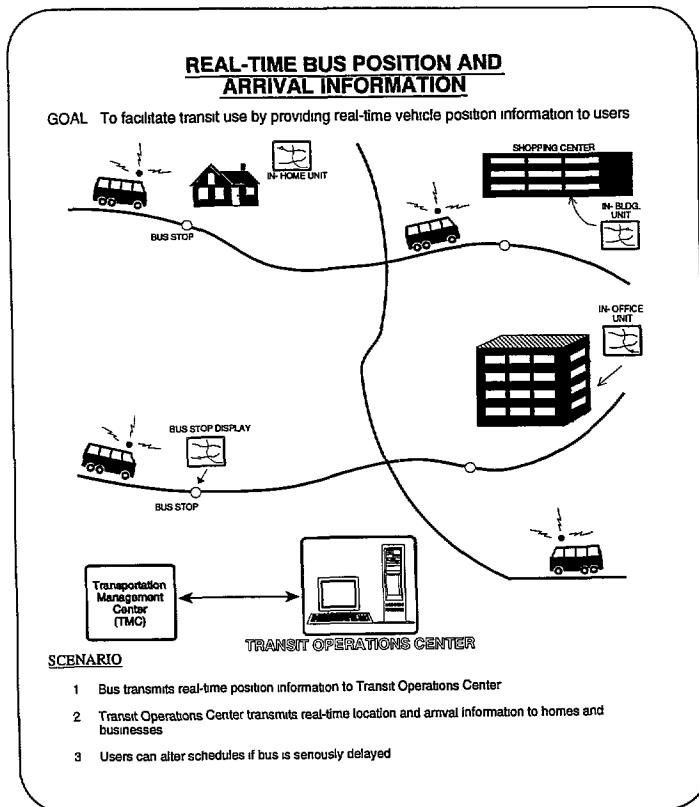 REAL-TIME BUS POSITION AND
ARRIVAL INFORMATION
GOAL To facilitate transit use by providing real-time vehicle position information to users
IN-HOME UNIT
SHOPPING CENTER
IN-BLDG.
UNIT
BUS STOP
IN-OFFICE
UNIT
BUS STOP DISPLAY
BUS STOP
Transportation
Management
Center
(TMC)
TRANSIT OPERATIONS CENTER
SCENARIO
1 Bus transmits real-time position information to Transit Operations Center
2 Transit Operations Center transmits real-time location and arrival information to homes and
businesses
3 Users can alter schedules if bus is seriously delayed